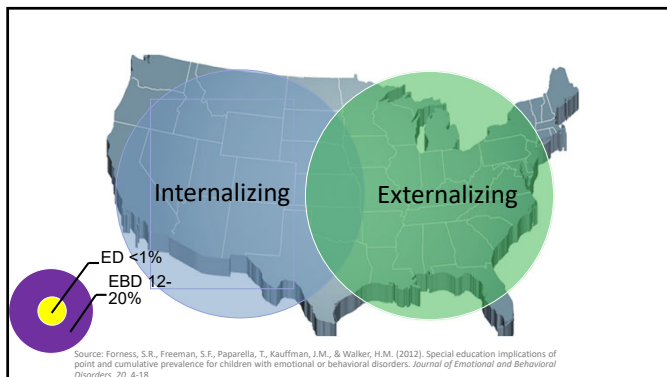 Internalizing
Externalizing
ED <1%
EBD 12-
20%
Source: Forness, S.R., Freeman, S.F., Paparella, T., Kauffman, J.M., & Walker, H.M. (2012). Special education implications of
point and cumulative prevalence for children with emotional or behavioral disorders. Journal of Emotional and Behavioral
Disorders, 20, 4-18.